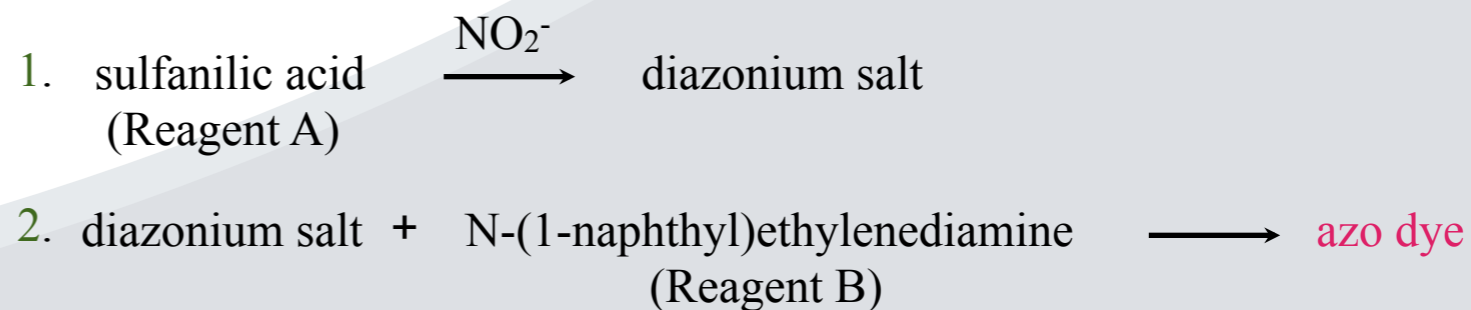 NO₂⁻
1. sulfanilic acid → diazonium salt
(Reagent A)
2. diazonium salt + N-(1-naphthyl)ethylenediamine → azo dye
(Reagent B)